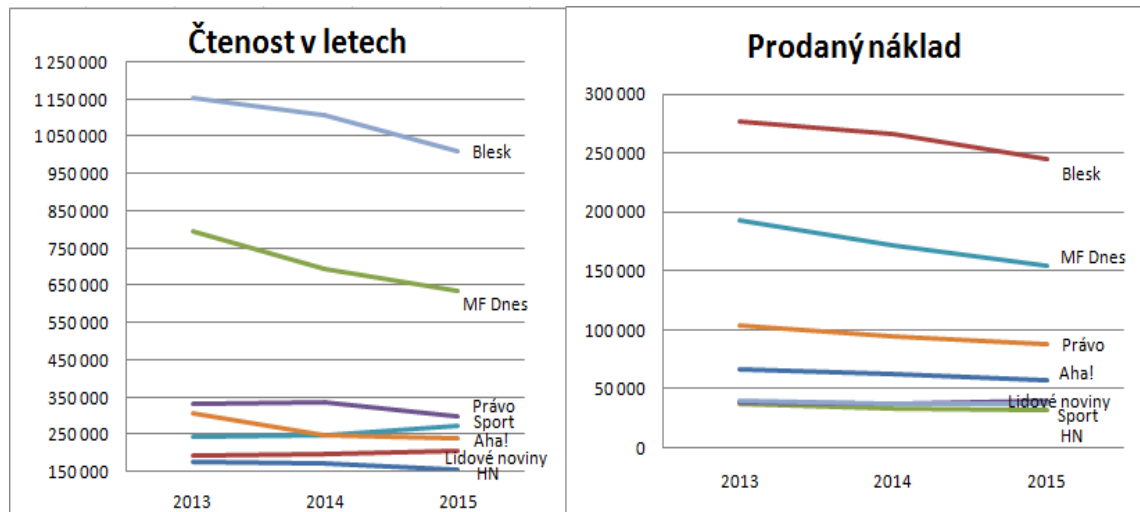 Čtenost v letech
1 250 000
1 150 000
1 050 000
950 000
850 000
750 000
650 000
550 000
450 000
350 000
250 000
150 000
Blesk
MF Dnes
Právo
Sport
Aha!
Lidové noviny
HN
2013 2014 2015
Prodaný náklad
300 000
250 000
200 000
150 000
100 000
50 000
0
Blesk
MF Dnes
Právo
Aha!
Lidové noviny
Sport
HN
2013 2014 2015